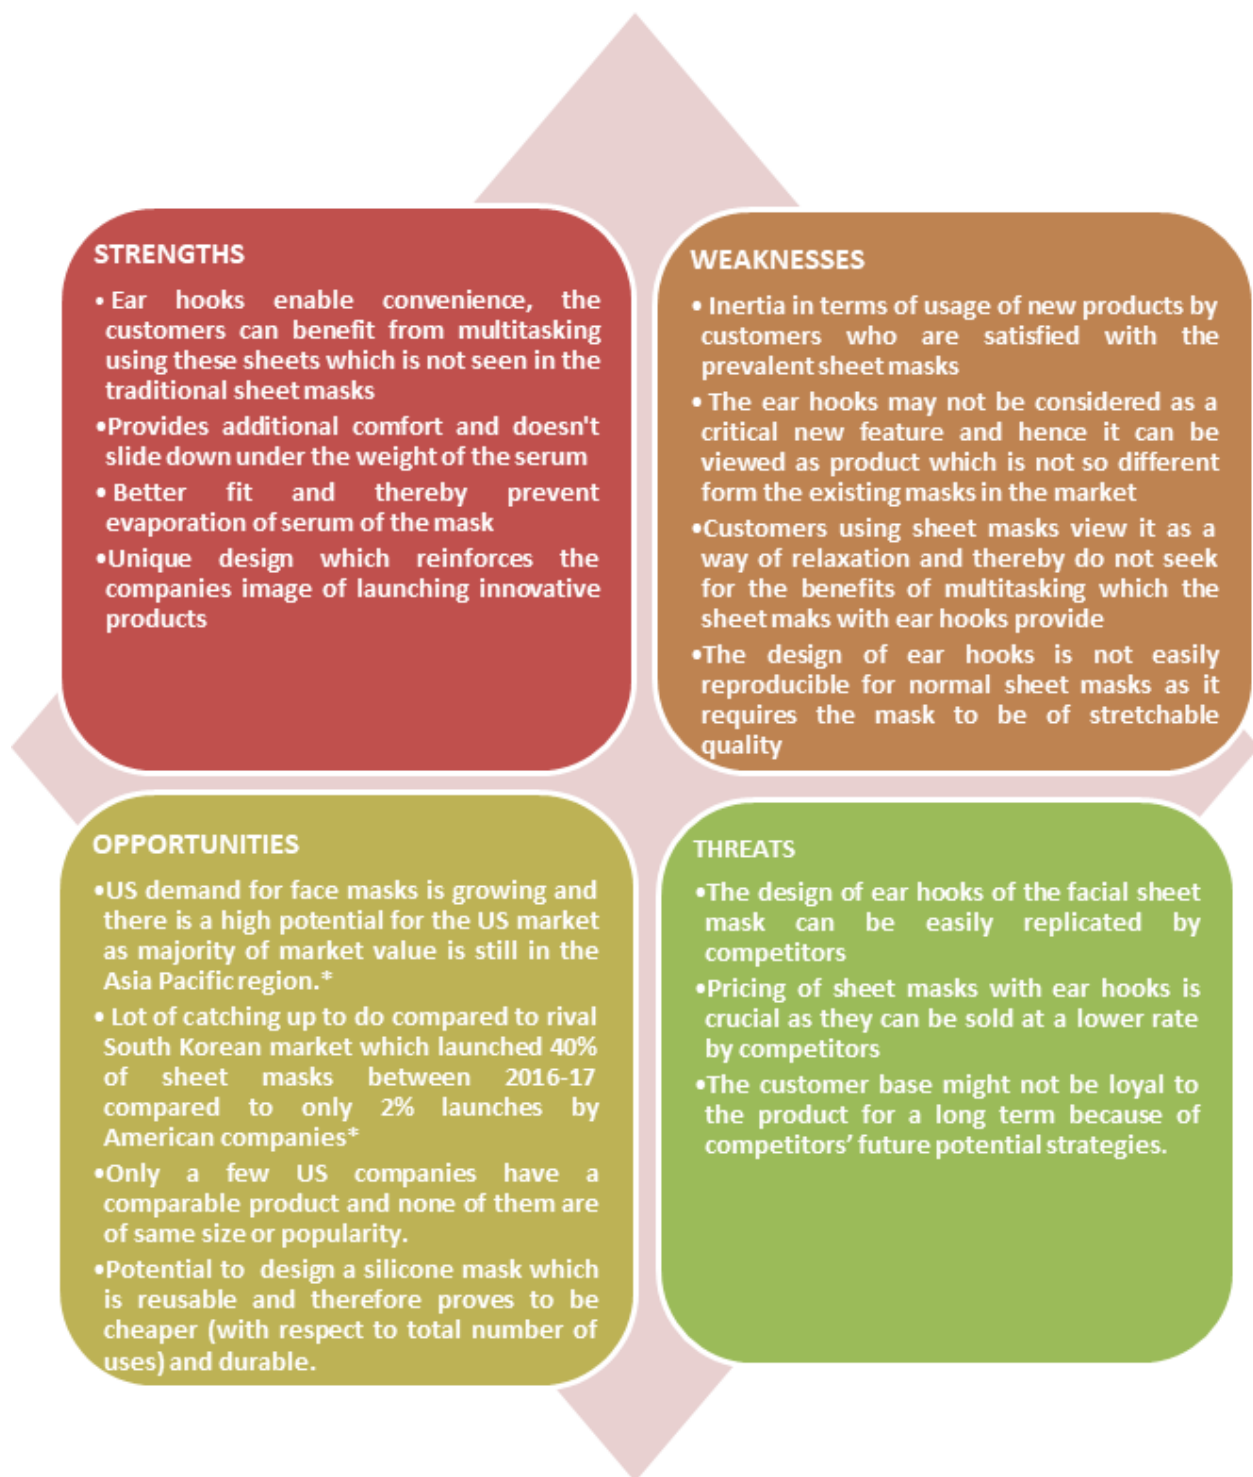 STRENGTHS
• Ear hooks enable convenience, the
customers can benefit from multitasking
using these sheets which is not seen in the
traditional sheet masks
•Provides additional comfort and doesn't
slide down under the weight of the serum
• Better fit and thereby prevent
evaporation of serum of the mask
•Unique design which reinforces the
companies image of launching innovative
products
WEAKNESSES
• Inertia in terms of usage of new products by
customers who are satisfied with the
prevalent sheet masks
• The ear hooks may not be considered as a
critical new feature and hence it can be
viewed as product which is not so different
form the existing masks in the market
•Customers using sheet masks view it as a
way of relaxation and thereby do not seek
for the benefits of multitasking which the
sheet maks with ear hooks provide
•The design of ear hooks is not easily
reproducible for normal sheet masks as it
requires the mask to be of stretchable
quality
OPPORTUNITIES
•US demand for face masks is growing and
there is a high potential for the US market
as majority of market value is still in the
Asia Pacific region.*
• Lot of catching up to do compared to rival
South Korean market which launched 40%
of sheet masks between 2016-17
compared to only 2% launches by
American companies*
•Only a few US companies have a
comparable product and none of them are
of same size or popularity.
•Potential to design a silicone mask which
is reusable and therefore proves to be
cheaper (with respect to total number of
uses) and durable.
THREATS
•The design of ear hooks of the facial sheet
mask can be easily replicated by
competitors
•Pricing of sheet masks with ear hooks is
crucial as they can be sold at a lower rate
by competitors
•The customer base might not be loyal to
the product for a long term because of
competitors’ future potential strategies.